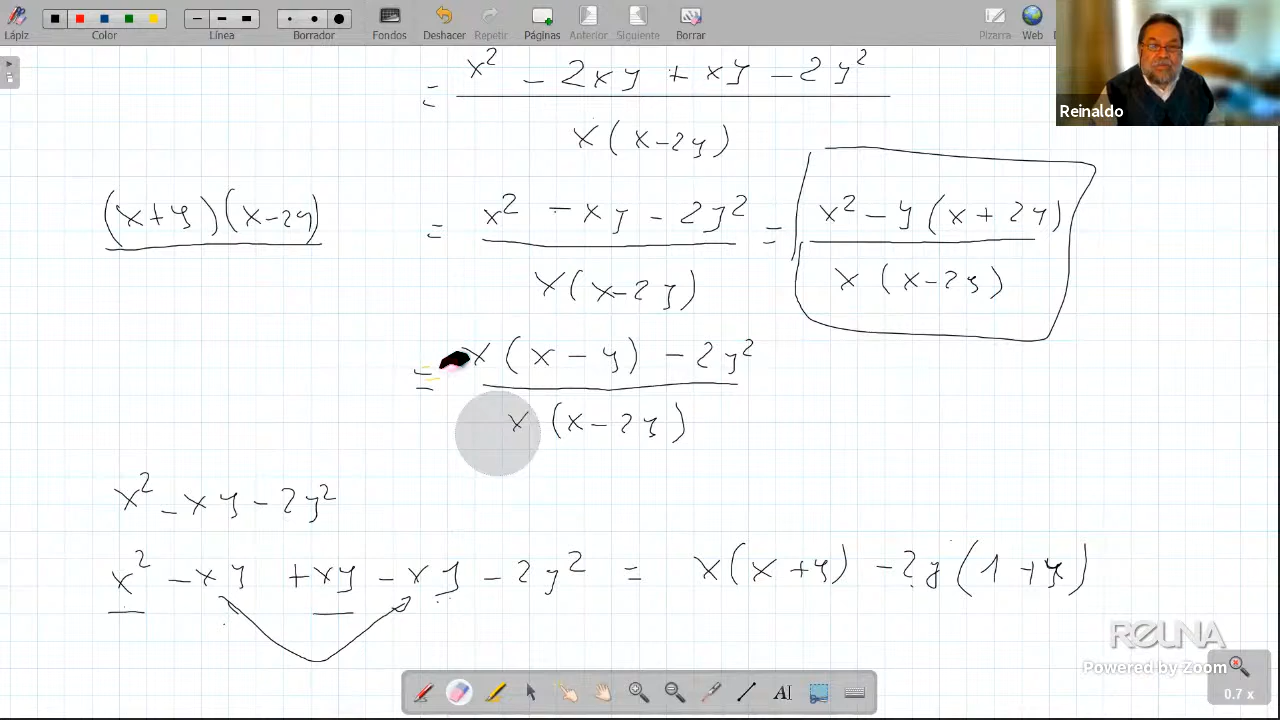 Lápiz Color Línea Borrador Fondos Deshacer Repetir Páginas Anterior Siguiente Borrar Pizarra Web
Reinaldo
= x² - 2xy + xy - 2y²
x(x-2y)
(x+y)(x-2y) = x² - xy - 2y² = x² - y(x+2y)
x(x-2y) x(x-2y)
= x(x-y) - 2y²
x(x-2y)
x² - xy - 2y²
x² - xy + xy - xy - 2y² = x(x+y) - 2y(1+y)
REUNA
Powered by Zoom
A|
0.7 x